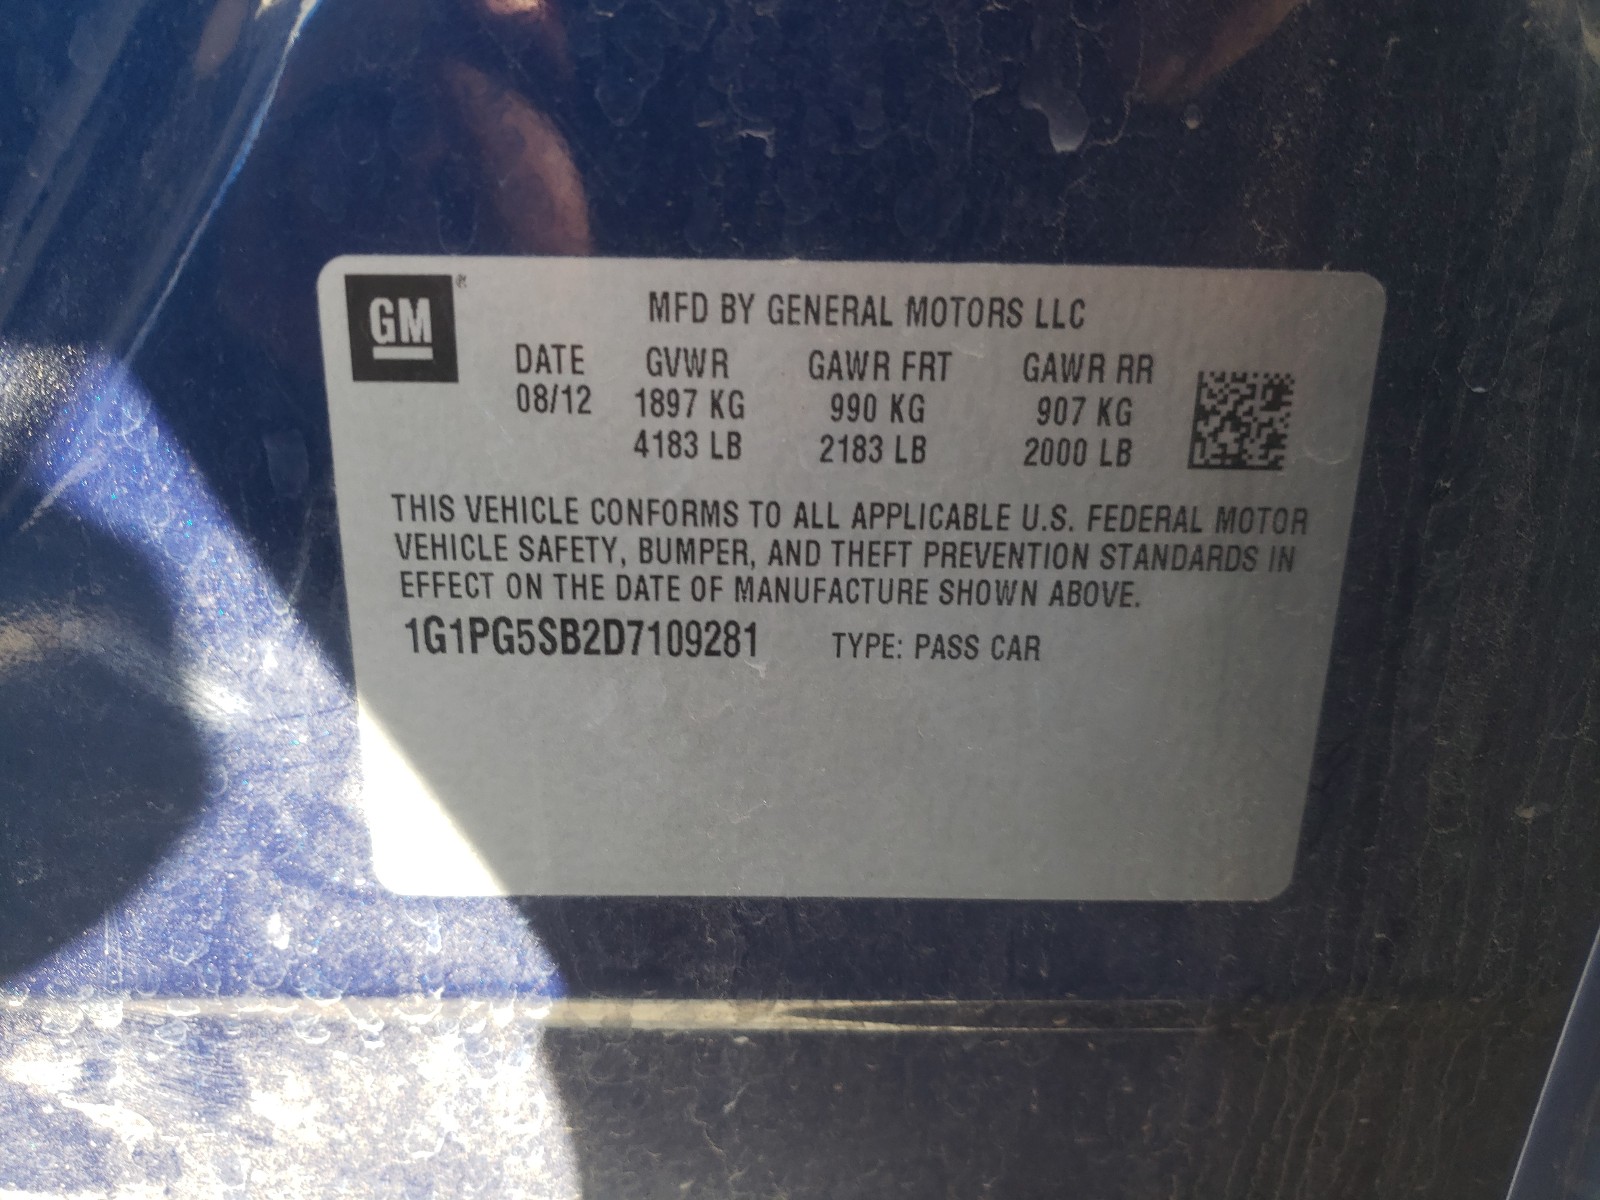 GM ®
MFD BY GENERAL MOTORS LLC
DATE GVWR GAWR FRT GAWR RR
08/12 1897 KG 990 KG 907 KG
4183 LB 2183 LB 2000 LB
THIS VEHICLE CONFORMS TO ALL APPLICABLE U.S. FEDERAL MOTOR
VEHICLE SAFETY, BUMPER, AND THEFT PREVENTION STANDARDS IN
EFFECT ON THE DATE OF MANUFACTURE SHOWN ABOVE.
1G1PG5SB2D7109281 TYPE: PASS CAR